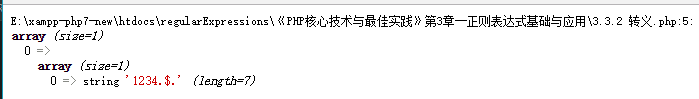 E:\xampp-php7-new\htdocs\regularExpressions\《PHP核心技术与最佳实践》第3章—正则表达式基础与应用\3.3.2 转义.php:5:
array (size=1)
0 =>
array (size=1)
0 => string '1234.$.' (length=7)